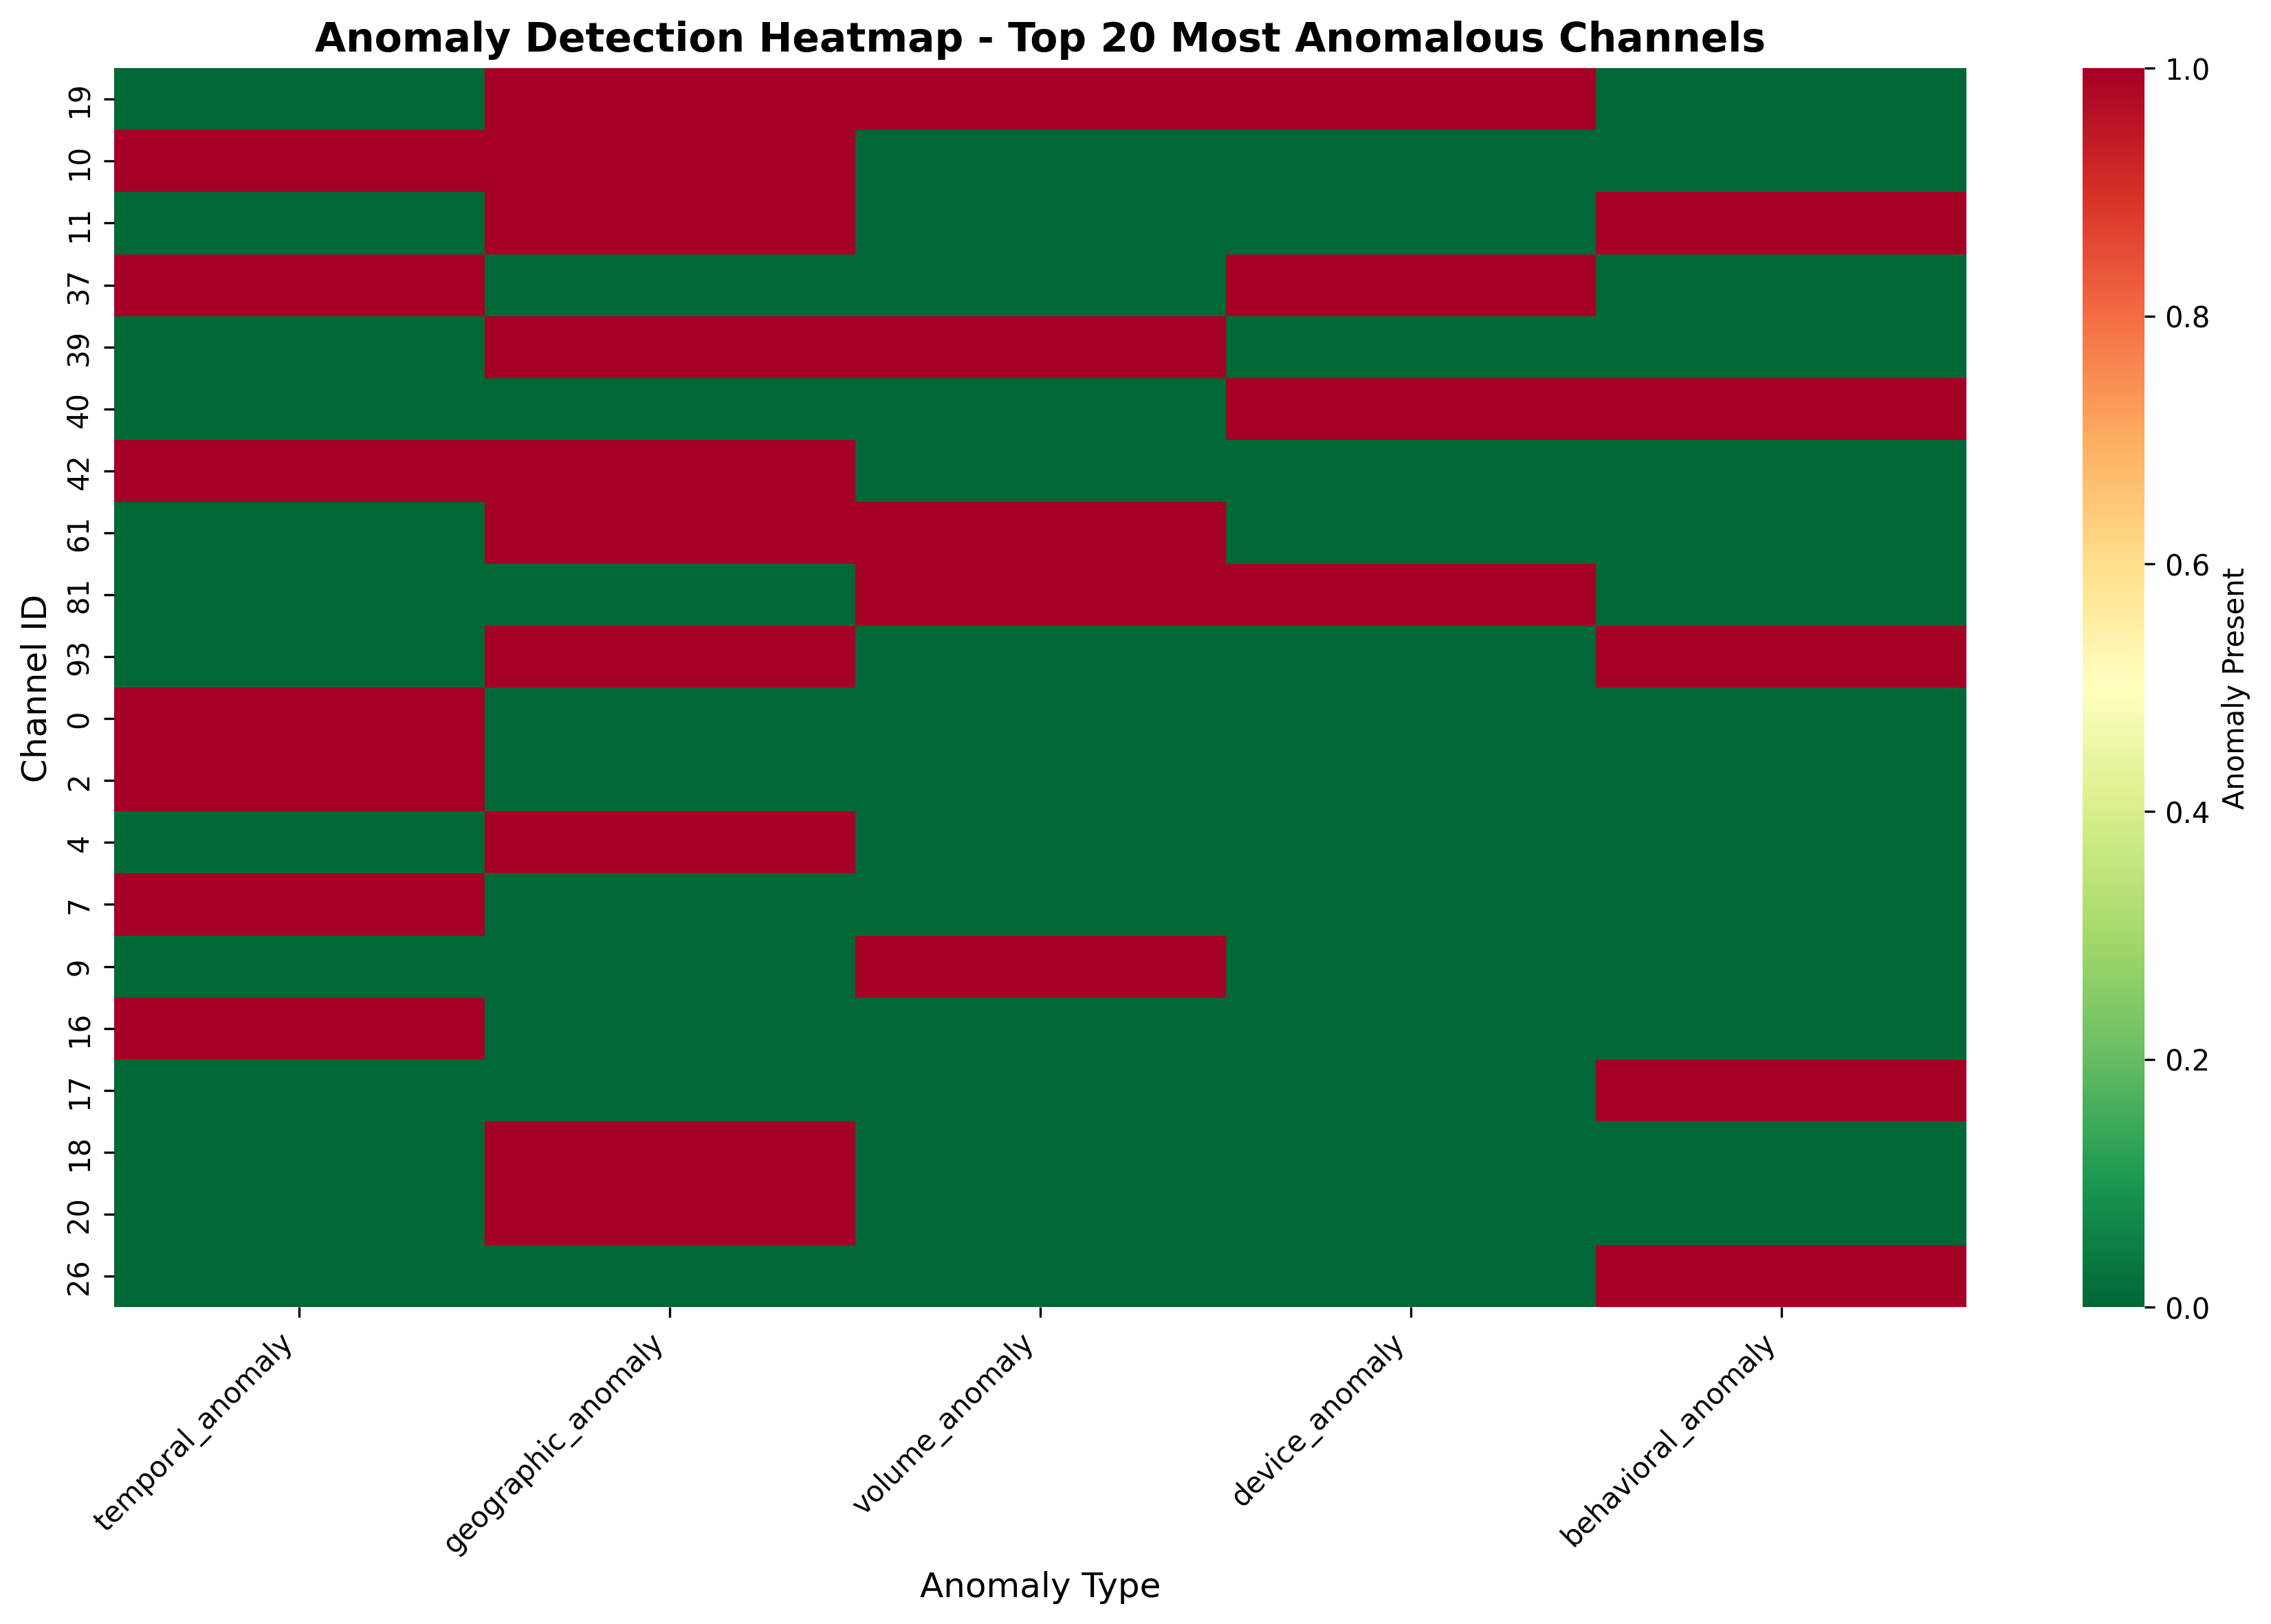 Anomaly Detection Heatmap - Top 20 Most Anomalous Channels
Channel ID
19
10
11
37
39
40
42
61
81
93
0
2
4
7
9
16
17
18
20
26
temporal_anomaly
geographic_anomaly
volume_anomaly
device_anomaly
behavioral_anomaly
Anomaly Type
1.0
0.8
0.6
0.4
0.2
0.0
Anomaly Present